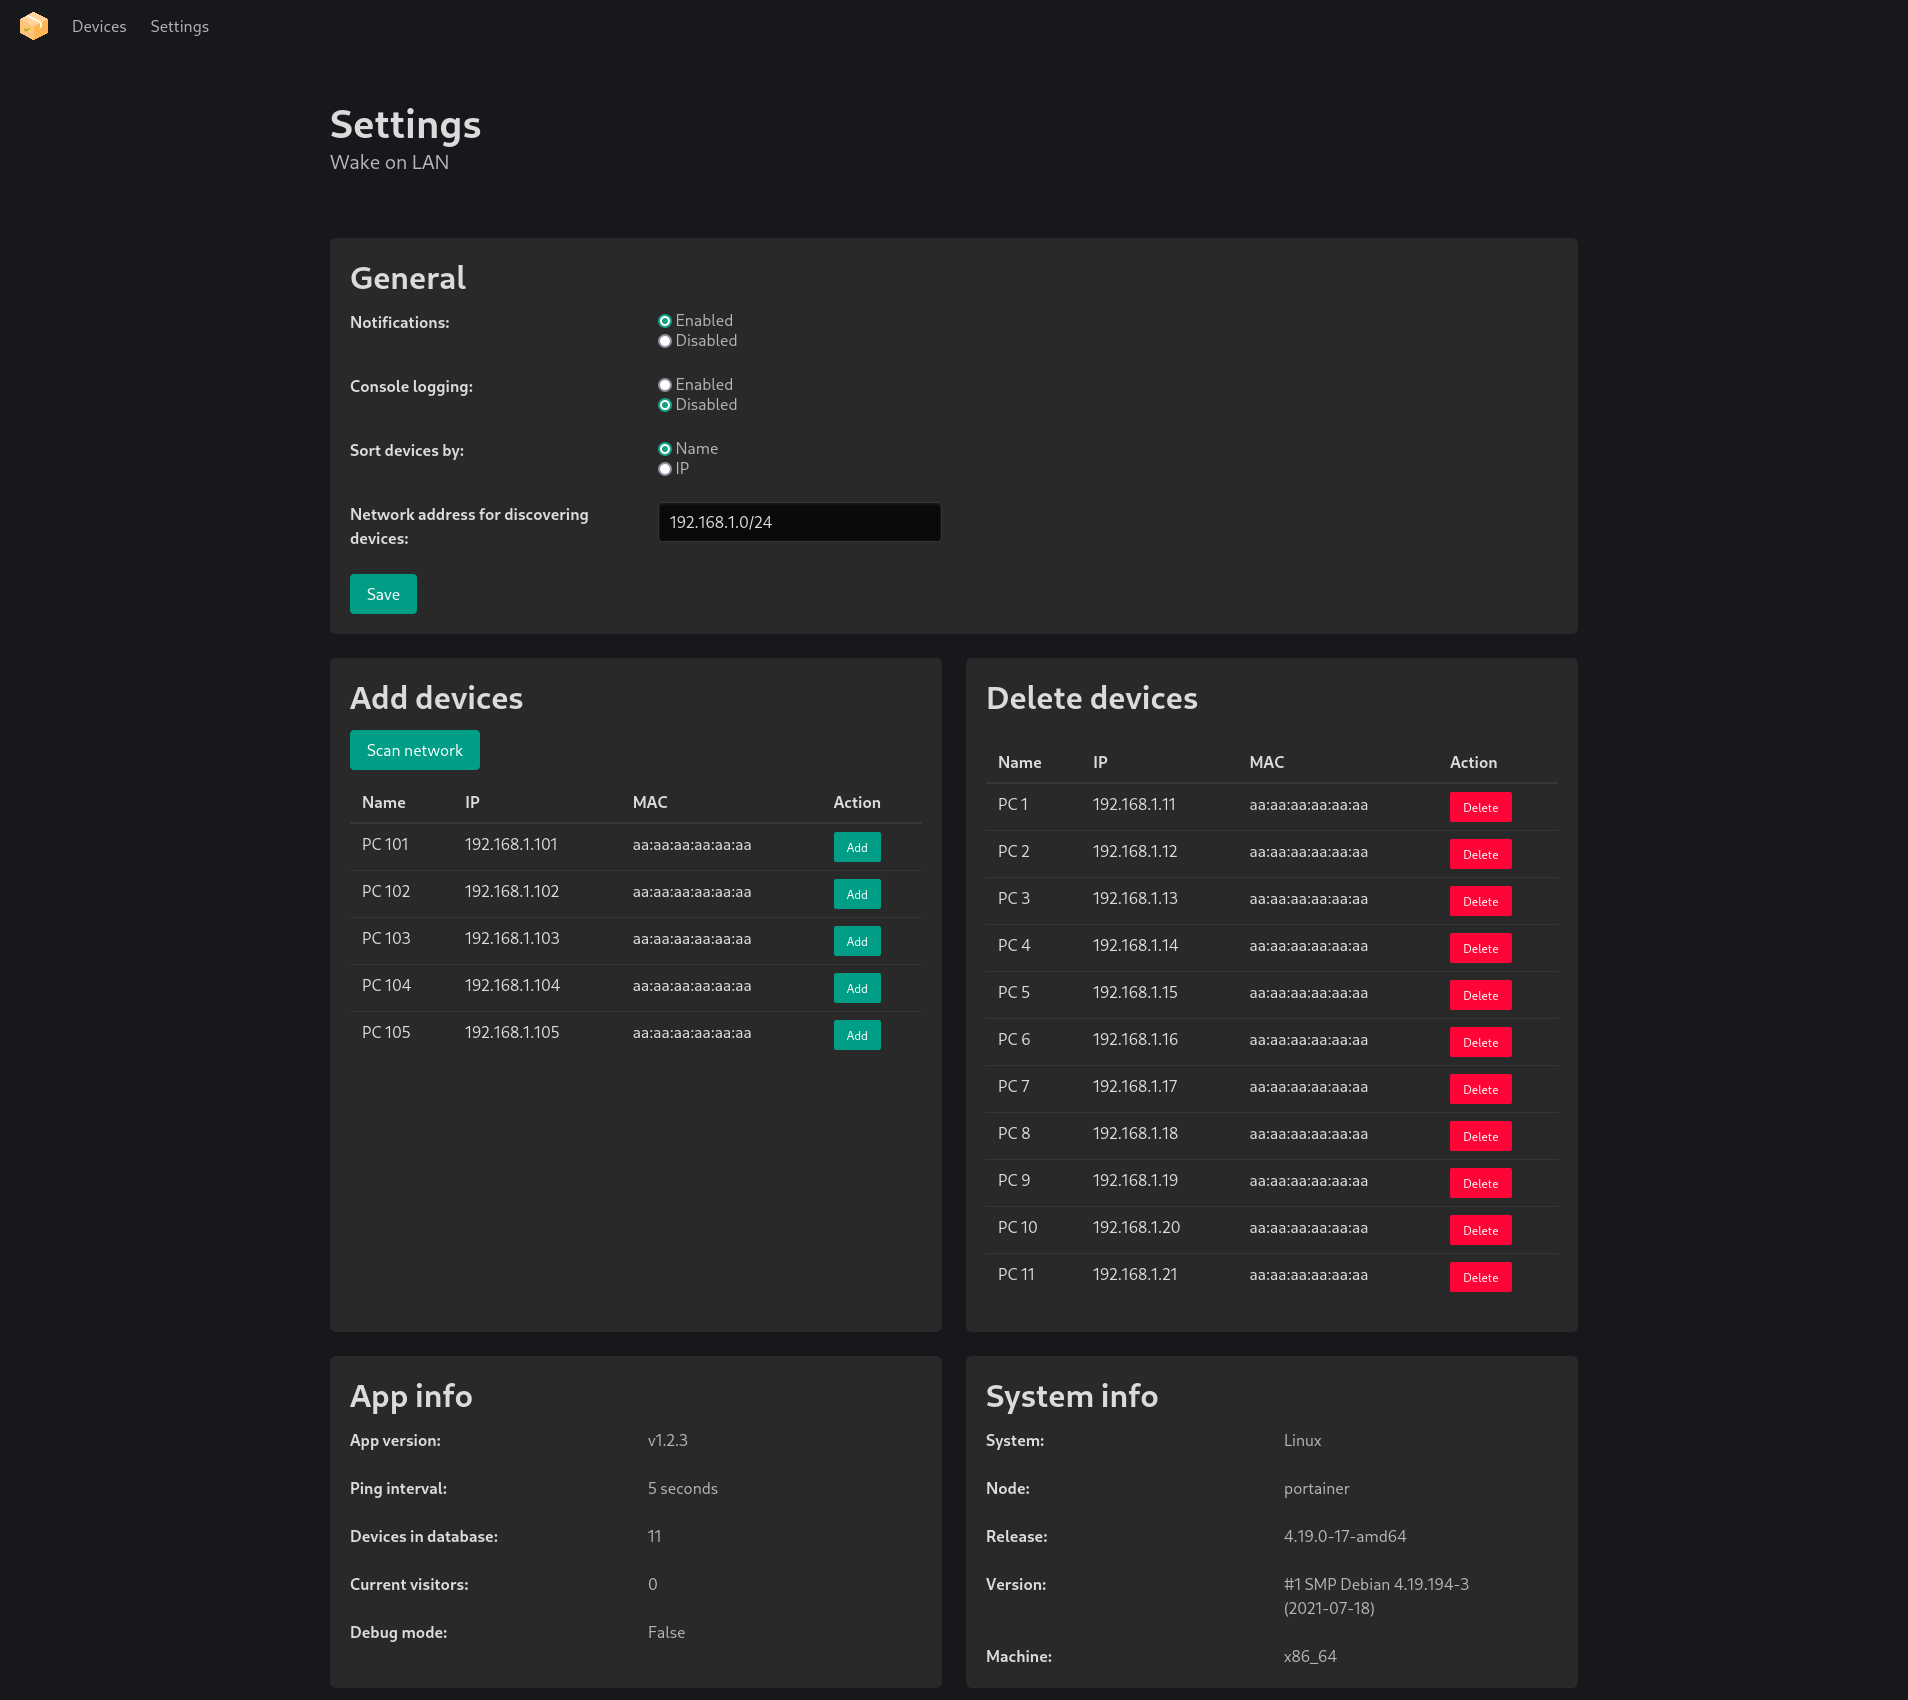 Devices Settings
Settings
Wake on LAN
General
Notifications:
Enabled
Disabled
Console logging:
Enabled
Disabled
Sort devices by:
Name
IP
Network address for discovering
devices:
192.168.1.0/24
Save
Add devices
Scan network
Name IP MAC Action
PC 101 192.168.1.101 aa:aa:aa:aa:aa:aa Add
PC 102 192.168.1.102 aa:aa:aa:aa:aa:aa Add
PC 103 192.168.1.103 aa:aa:aa:aa:aa:aa Add
PC 104 192.168.1.104 aa:aa:aa:aa:aa:aa Add
PC 105 192.168.1.105 aa:aa:aa:aa:aa:aa Add
Delete devices
Name IP MAC Action
PC 1 192.168.1.11 aa:aa:aa:aa:aa:aa Delete
PC 2 192.168.1.12 aa:aa:aa:aa:aa:aa Delete
PC 3 192.168.1.13 aa:aa:aa:aa:aa:aa Delete
PC 4 192.168.1.14 aa:aa:aa:aa:aa:aa Delete
PC 5 192.168.1.15 aa:aa:aa:aa:aa:aa Delete
PC 6 192.168.1.16 aa:aa:aa:aa:aa:aa Delete
PC 7 192.168.1.17 aa:aa:aa:aa:aa:aa Delete
PC 8 192.168.1.18 aa:aa:aa:aa:aa:aa Delete
PC 9 192.168.1.19 aa:aa:aa:aa:aa:aa Delete
PC 10 192.168.1.20 aa:aa:aa:aa:aa:aa Delete
PC 11 192.168.1.21 aa:aa:aa:aa:aa:aa Delete
App info
App version: v1.2.3
Ping interval: 5 seconds
Devices in database: 11
Current visitors: 0
Debug mode: False
System info
System: Linux
Node: portainer
Release: 4.19.0-17-amd64
Version: #1 SMP Debian 4.19.194-3
(2021-07-18)
Machine: x86_64